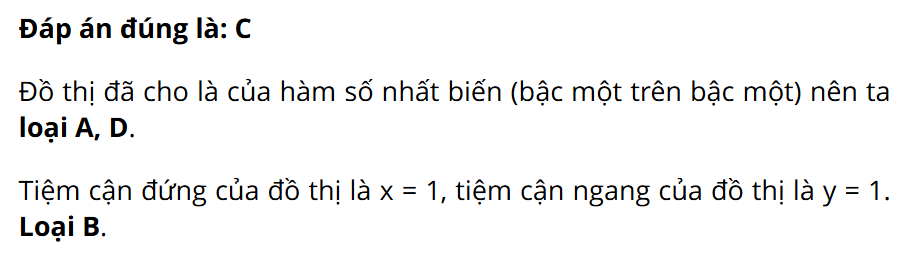 Đáp án đúng là: C
Đồ thị đã cho là của hàm số nhất biến (bậc một trên bậc một) nên ta
loại A, D.
Tiệm cận đứng của đồ thị là x = 1, tiệm cận ngang của đồ thị là y = 1.
Loại B.